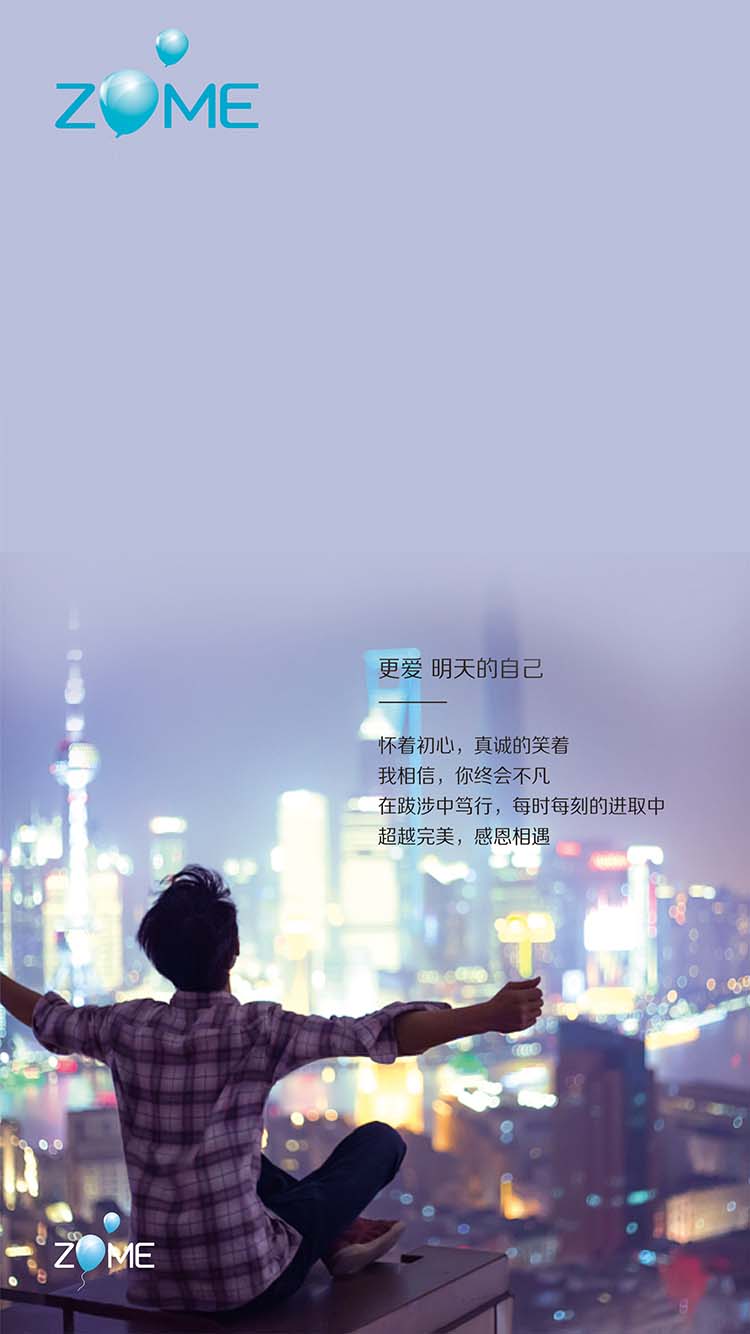 ZOME
更爱 明天的自己
怀着初心，真诚的笑着
我相信，你终会不凡
在跋涉中笃行，每时每刻的进取中
超越完美，感恩相遇
ZOME